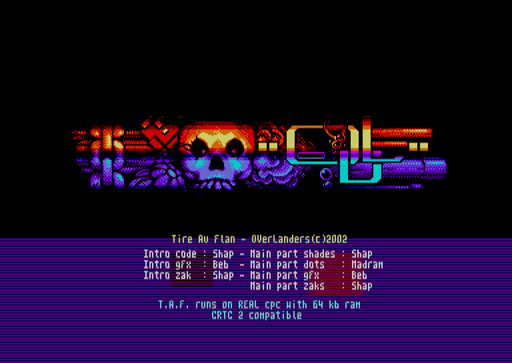 Tire Au Flan - OVerLanders(c)2002
Intro code : Shap - Main part shades : Shap
Intro gfx : Beb - Main part dots : Madram
Intro zak : Shap - Main part gfx : Beb
Main part zaks : Shap
T.A.F. runs on REAL cpc with 64 kb ram
CRTC 2 compatible